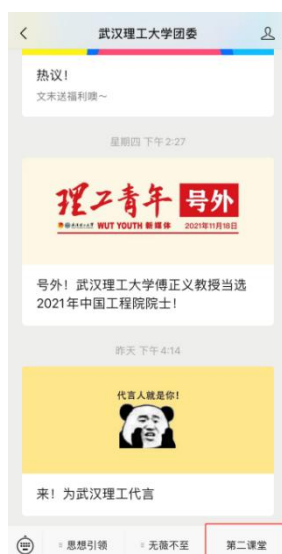 武汉理工大学团委
热议！
文末送福利噢～
星期四 下午 2:27
理工青年 号外
WUT YOUTH 新媒体 2021年11月18日
号外！武汉理工大学傅正义教授当选
2021年中国工程院院士！
昨天 下午 4:14
代言人就是你！
来！为武汉理工代言
思想引领 无薇不至 第二课堂